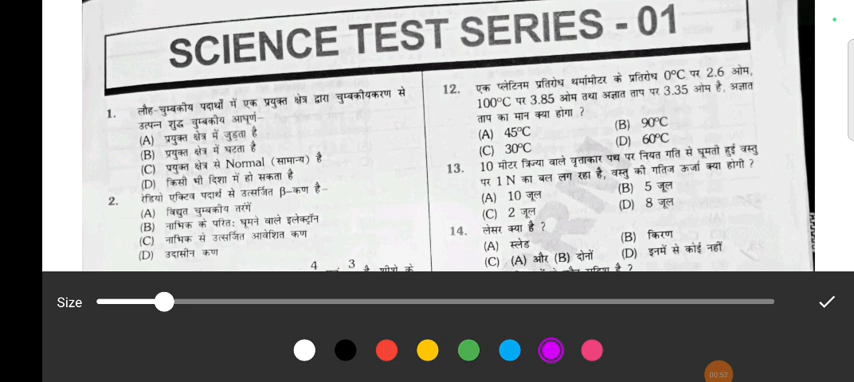 SCIENCE TEST SERIES - 01
1. लौह-चुम्बकीय पदार्थों में एक प्रयुक्त क्षेत्र द्वारा चुम्बकीयकरण से
उत्पन्न शुद्ध चुम्बकीय आघूर्ण–
(A) प्रयुक्त क्षेत्र में जुड़ता है
(B) प्रयुक्त क्षेत्र में घटता है
(C) प्रयुक्त क्षेत्र से Normal (सामान्य) है
(D) किसी भी दिशा में हो सकता है
2. रेडियो एक्टिव पदार्थ से उत्सर्जित β–कण है–
(A) विद्युत चुम्बकीय तरंगें
(B) नाभिक के परितः घूमने वाले इलेक्ट्रॉन
(C) नाभिक से उत्सर्जित आवेशित कण
(D) उदासीन कण
4 3
12. एक प्लेटिनम प्रतिरोध थर्मामीटर के प्रतिरोध 0°C पर 2.6 ओम,
100°C पर 3.85 ओम तथा अज्ञात ताप पर 3.35 ओम है, अज्ञात
ताप का मान क्या होगा ?
(A) 45°C (B) 90°C
(C) 30°C (D) 60°C
13. 10 मीटर त्रिज्या वाले वृताकार पथ पर नियत गति से घूमती हुई वस्तु
पर 1 N का बल लग रहा है, वस्तु की गतिज ऊर्जा क्या होगी ?
(A) 10 जूल (B) 5 जूल
(C) 2 जूल (D) 8 जूल
14. लेसर क्या है ?
(A) स्लेड (B) किरण
(C) (A) और (B) दोनों (D) इनमें से कोई नहीं
Size
00:52